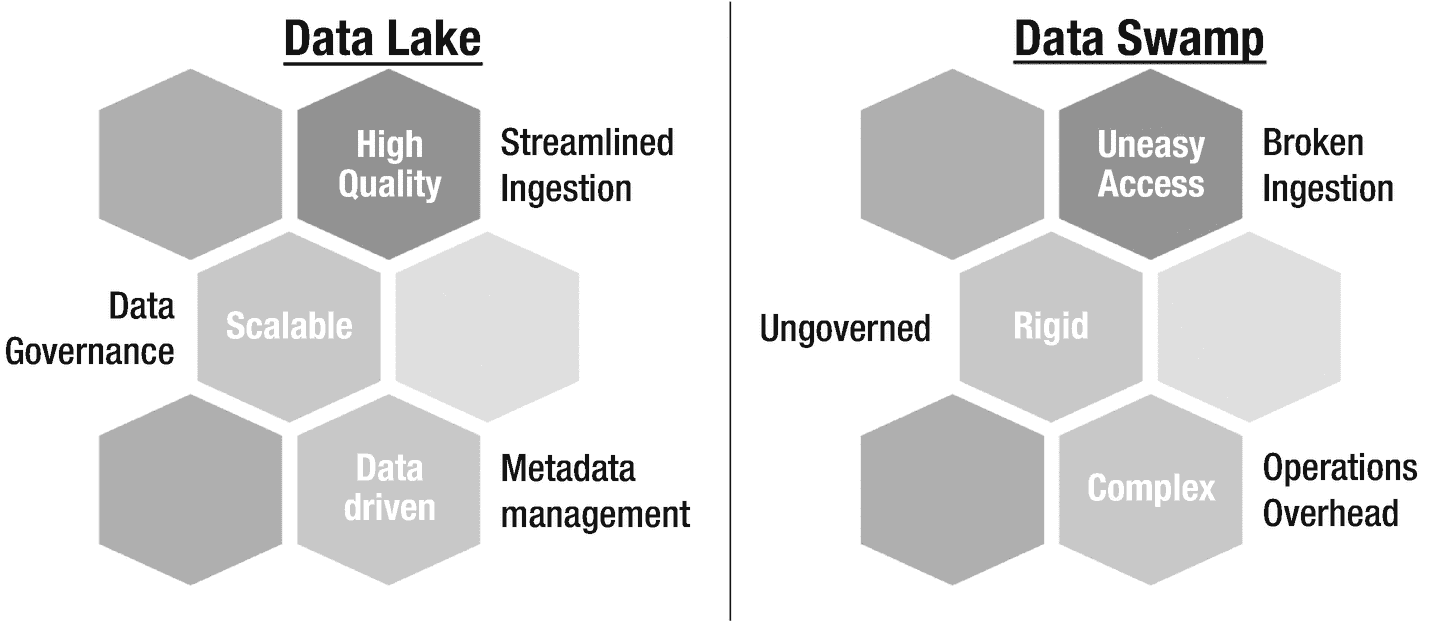 Data Lake
High
Quality
Streamlined
Ingestion
Data
Governance
Scalable
Data
driven
Metadata
management
Data Swamp
Uneasy
Access
Broken
Ingestion
Ungoverned
Rigid
Complex
Operations
Overhead